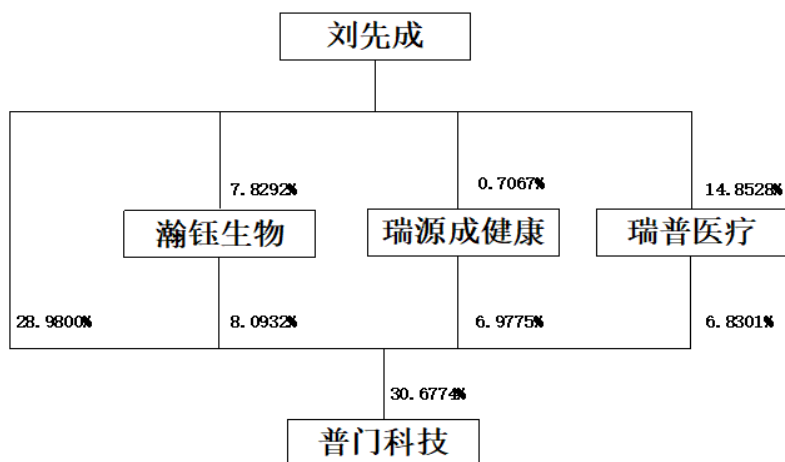 刘先成
7.8292%
0.7067%
14.8528%
瀚钰生物
瑞源成健康
瑞普医疗
28.9800%
8.0932%
6.9775%
6.8301%
30.6774%
普门科技